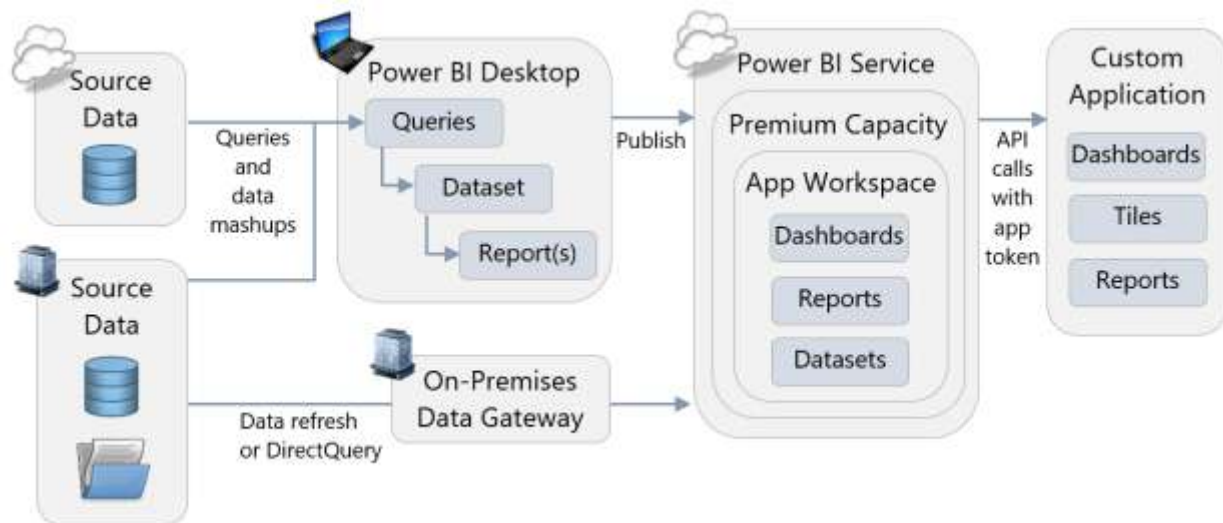 Source
Data
Queries
and
data
mashups
Source
Data
Data refresh
or DirectQuery
Power BI Desktop
Queries
Dataset
Report(s)
On-Premises
Data Gateway
Publish
Power BI Service
Premium Capacity
App Workspace
Dashboards
Reports
Datasets
API
calls
with
app
token
Custom
Application
Dashboards
Tiles
Reports